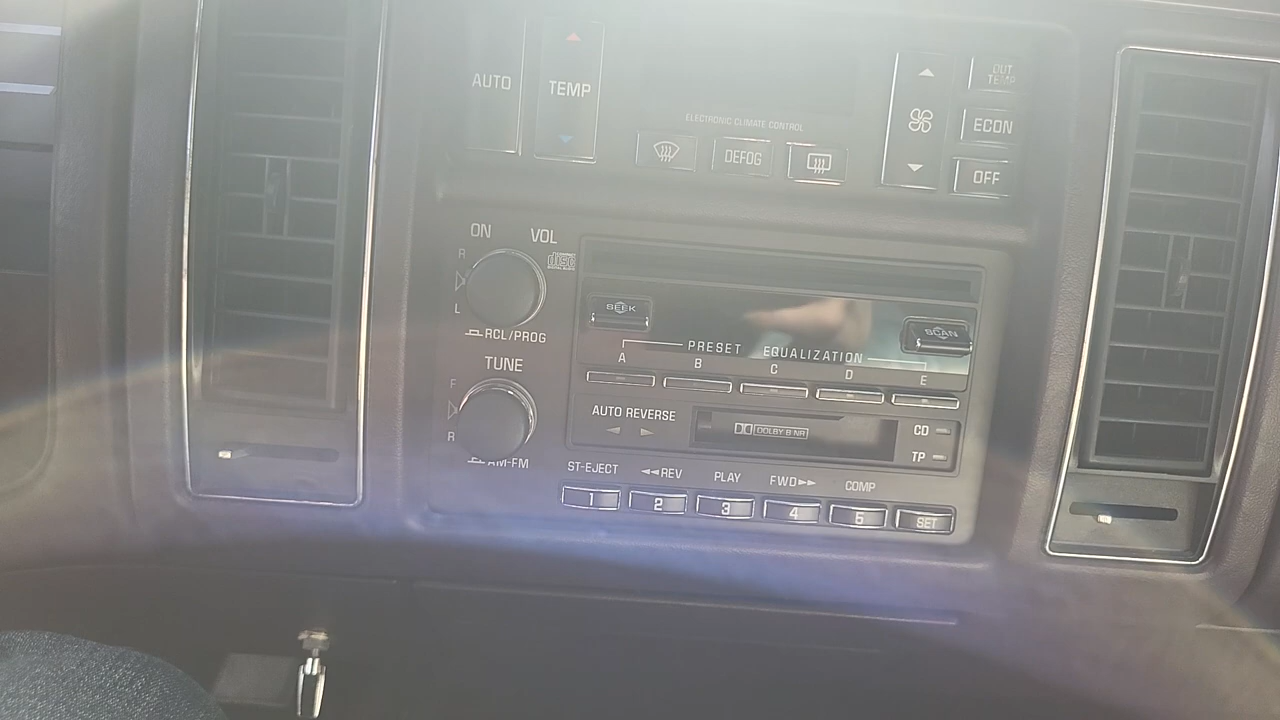 AUTO
TEMP
ELECTRONIC CLIMATE CONTROL
DEFOG
OUT TEMP
ECON
OFF
ON VOL
R
L
disc
RCL/PROG
TUNE
F
R
AM-FM
SEEK
SCAN
PRESET EQUALIZATION
A B C D E
AUTO REVERSE
DOLBY B NR
CD
TP
ST-EJECT ◄◄REV PLAY FWD►► COMP
1 2 3 4 5 SET